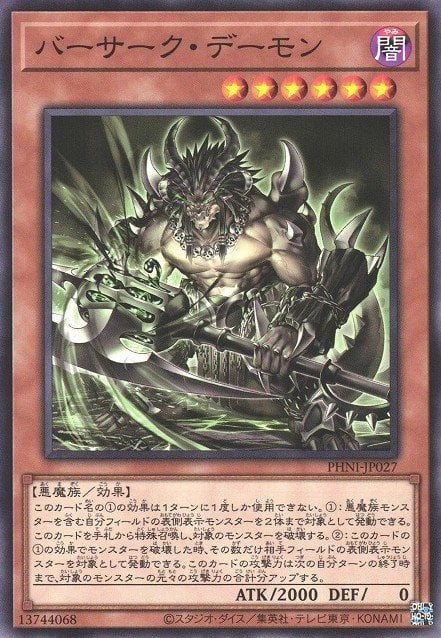 バーサーク・デーモン
闇
PHNI-JP027
【悪魔族/効果】
このカード名の①の効果は1ターンに1度しか使用できない。①:悪魔族モンス
ターを含む自分フィールドの表側表示モンスターを2体まで対象として発動できる。
このカードを手札から特殊召喚し、対象のモンスターを破壊する。②:このカード
の①の効果でモンスターを破壊した時、その数だけ相手フィールドの表側表示モン
スターを対象として発動できる。このカードの攻撃力は次の自分ターンの終了時
まで、対象のモンスターの元々の攻撃力の合計分アップする。
ATK/2000 DEF/ 0
13744068
©スタジオ・ダイス/集英社・テレビ東京・KONAMI